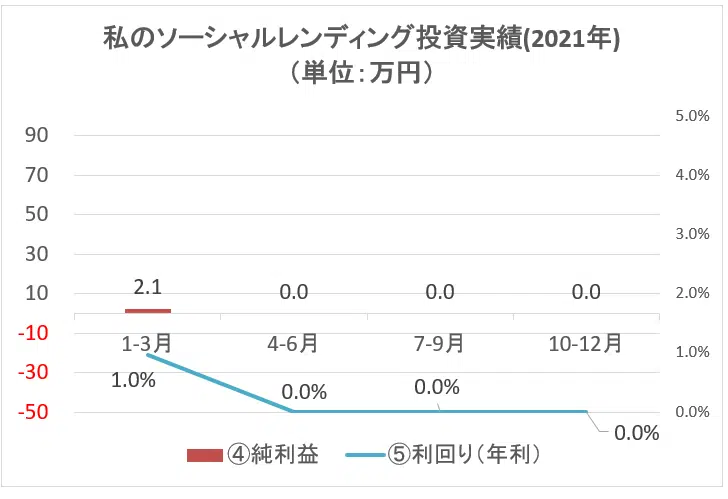 私のソーシャルレンディング投資実績(2021年)
（単位：万円）
5.0%
90
70
4.0%
50
3.0%
30
10
2.1
0.0
0.0
0.0
2.0%
-10
1-3月
4-6月
7-9月
10-12月
1.0%
-30
1.0%
0.0%
0.0%
-50
0.0%
0.0%
④純利益
⑤利回り（年利）